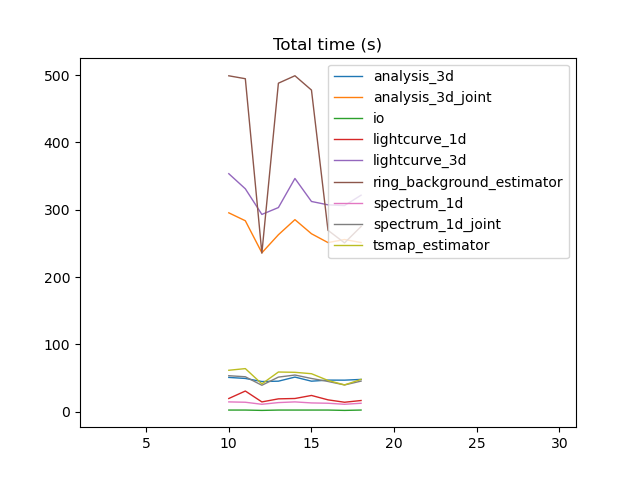 Total time (s)
500
400
300
200
100
0
analysis_3d
analysis_3d_joint
io
lightcurve_1d
lightcurve_3d
ring_background_estimator
spectrum_1d
spectrum_1d_joint
tsmap_estimator
5 10 15 20 25 30